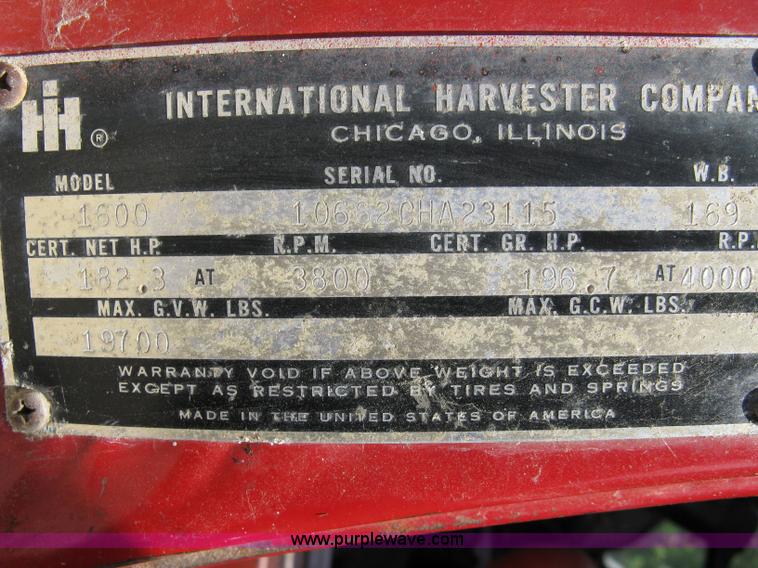 IH ® INTERNATIONAL HARVESTER COMPAN
CHICAGO, ILLINOIS
MODEL SERIAL NO. W.B.
1600 169
CERT. NET H.P. R.P.M. CERT. GR. H.P. R.P.
182.3 AT 3800 196.7 AT 4000
MAX. G.V.W. LBS. MAX. G.C.W. LBS.
19700
WARRANTY VOID IF ABOVE WEIGHT IS EXCEEDED
EXCEPT AS RESTRICTED BY TIRES AND SPRINGS
MADE IN THE UNITED STATES OF AMERICA
www.purplewave.com